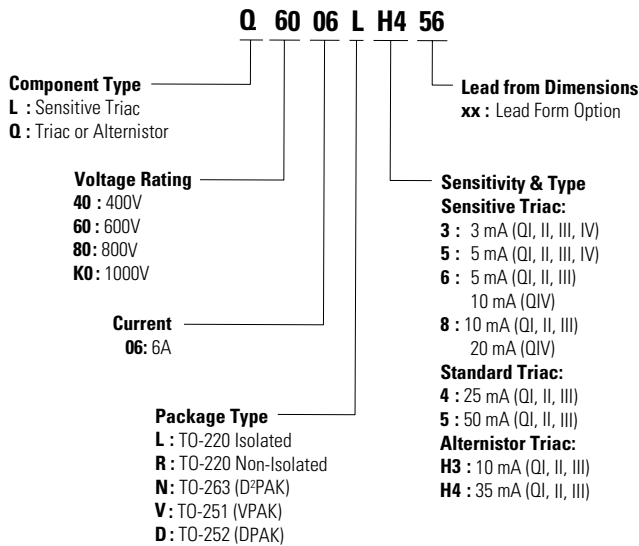 Q 60 06 L H4 56
Component Type
L : Sensitive Triac
Q : Triac or Alternistor
Voltage Rating
40 : 400V
60 : 600V
80: 800V
K0: 1000V
Current
06: 6A
Package Type
L : TO-220 Isolated
R : TO-220 Non-Isolated
N: TO-263 (D²PAK)
V : TO-251 (VPAK)
D : TO-252 (DPAK)
Lead from Dimensions
xx : Lead Form Option
Sensitivity & Type
Sensitive Triac:
3 : 3 mA (QI, II, III, IV)
5 : 5 mA (QI, II, III, IV)
6 : 5 mA (QI, II, III)
10 mA (QIV)
8 : 10 mA (QI, II, III)
20 mA (QIV)
Standard Triac:
4 : 25 mA (QI, II, III)
5 : 50 mA (QI, II, III)
Alternistor Triac:
H3 : 10 mA (QI, II, III)
H4 : 35 mA (QI, II, III)